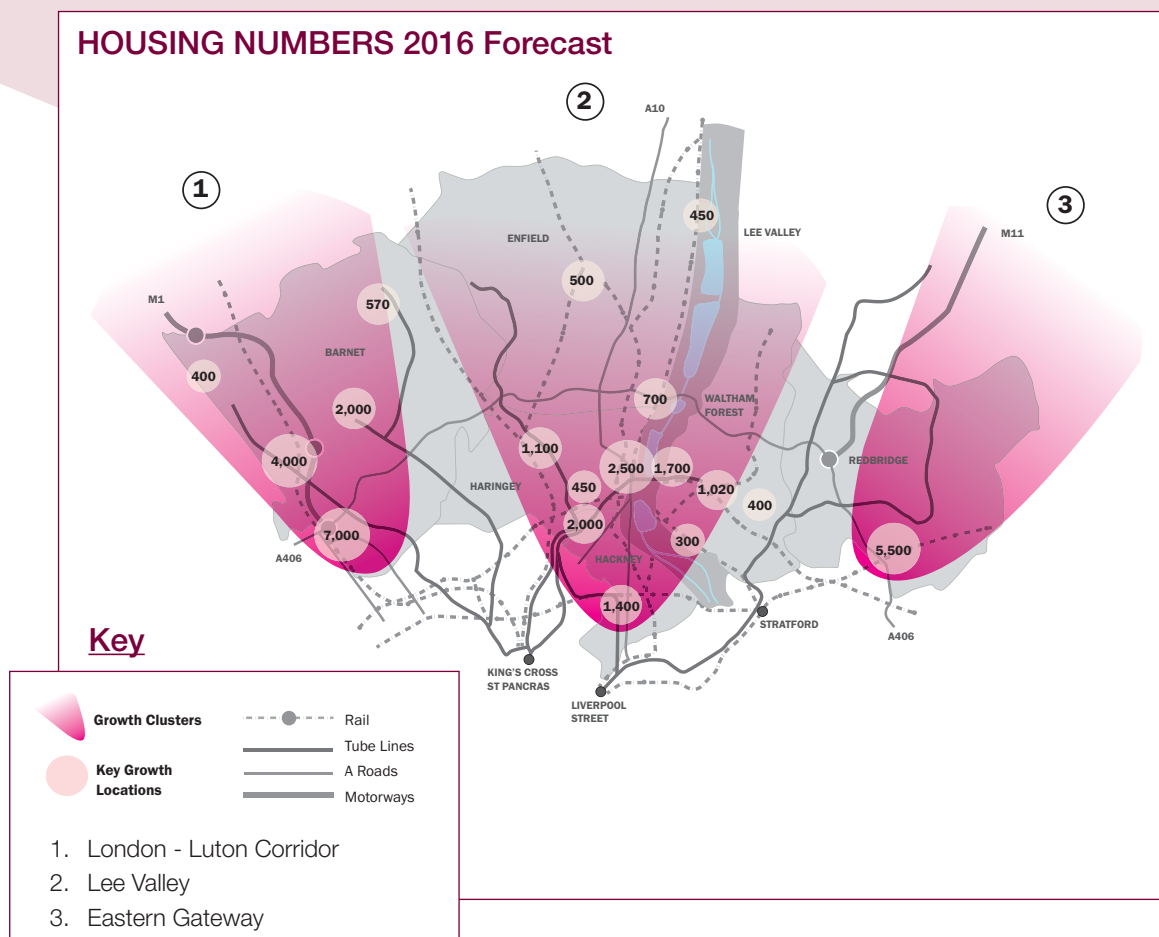 HOUSING NUMBERS 2016 Forecast
1
2
3
A10
M11
M1
ENFIELD
LEE VALLEY
450
500
570
BARNET
400
2,000
4,000
7,000
A406
700
WALTHAM
FOREST
1,100
2,500
1,700
1,020
400
450
HARINGEY
2,000
300
HACKNEY
1,400
REDBRIDGE
5,500
A406
STRATFORD
KING'S CROSS
ST PANCRAS
LIVERPOOL
STREET
Key
Growth Clusters
Key Growth
Locations
Rail
Tube Lines
A Roads
Motorways
1. London - Luton Corridor
2. Lee Valley
3. Eastern Gateway